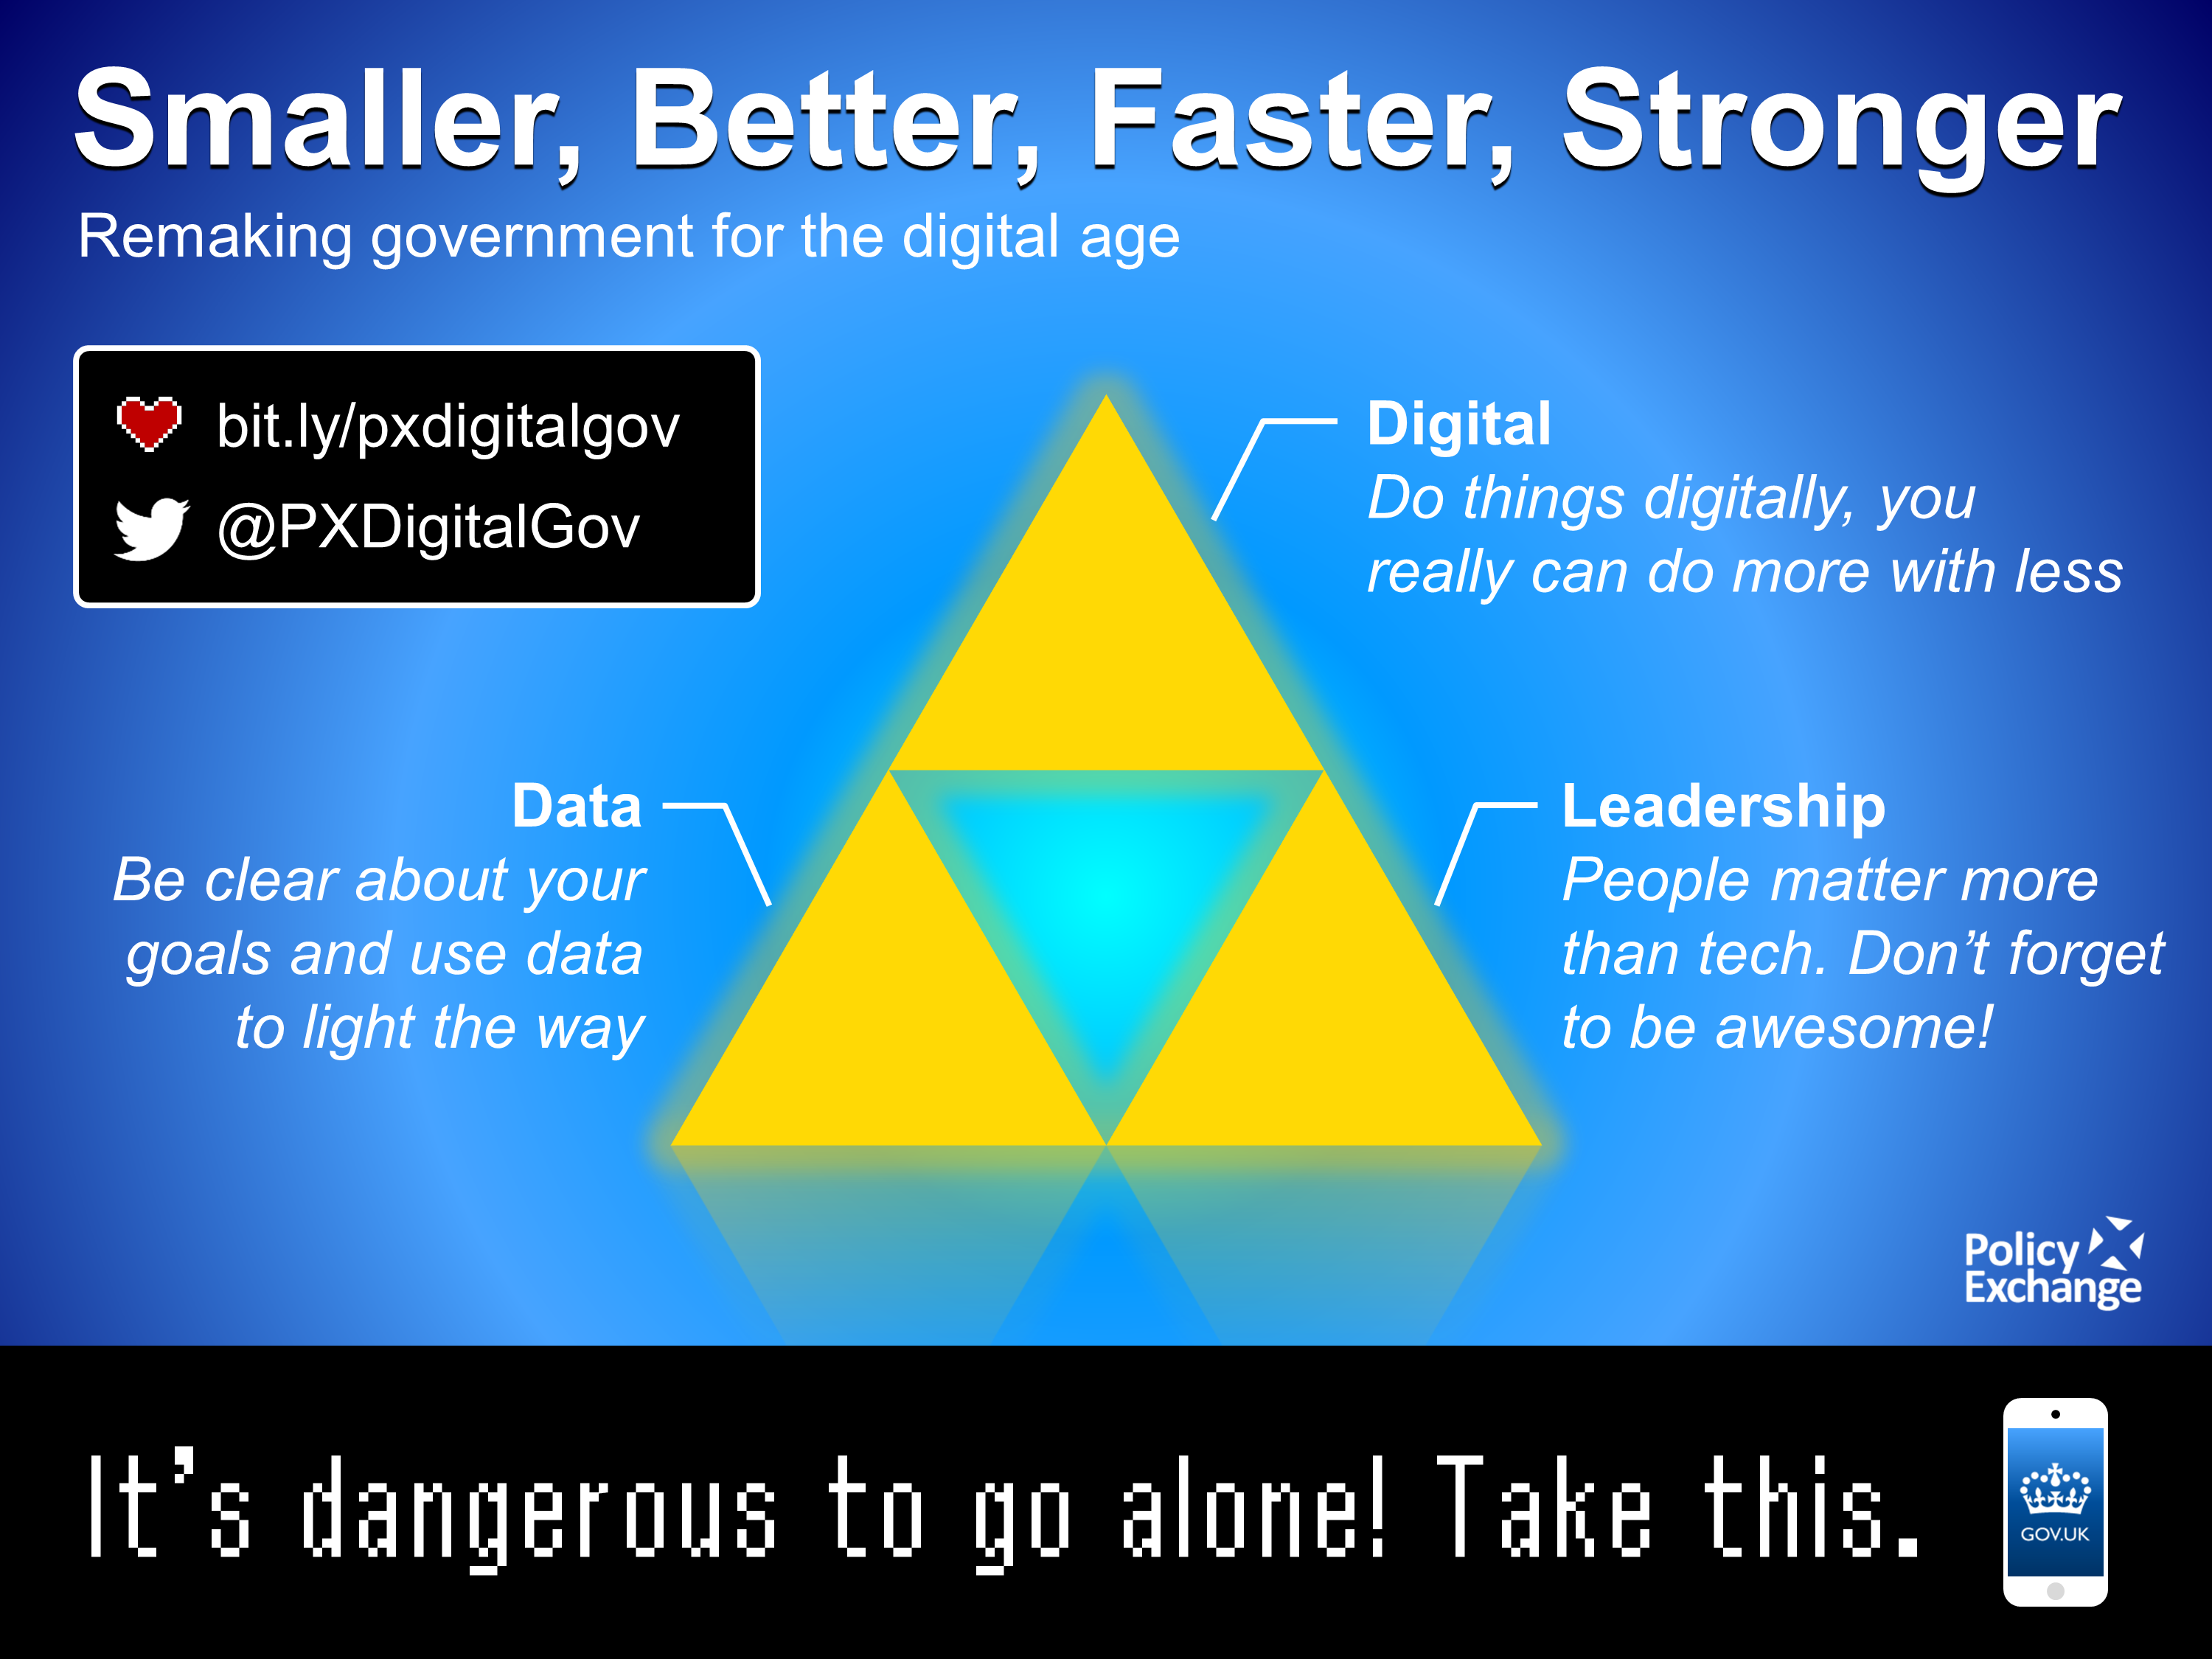 Smaller, Better, Faster, Stronger
Remaking government for the digital age
bit.ly/pxdigitalgov
@PXDigitalGov
Digital
Do things digitally, you
really can do more with less
Data
Be clear about your
goals and use data
to light the way
Leadership
People matter more
than tech. Don’t forget
to be awesome!
Policy
Exchange
It’s dangerous to go alone! Take this.
GOV.UK